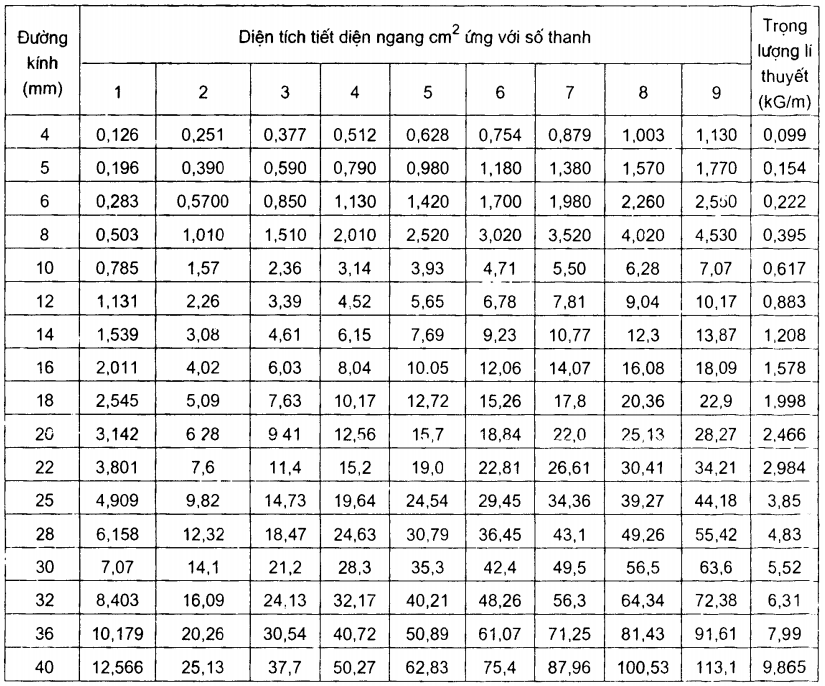 Đường kính (mm) Diện tích tiết diện ngang cm² ứng với số thanh Trọng lượng lí thuyết (kG/m)
1 2 3 4 5 6 7 8 9
4 0,126 0,251 0,377 0,512 0,628 0,754 0,879 1,003 1,130 0,099
5 0,196 0,390 0,590 0,790 0,980 1,180 1,380 1,570 1,770 0,154
6 0,283 0,5700 0,850 1,130 1,420 1,700 1,980 2,260 2,550 0,222
8 0,503 1,010 1,510 2,010 2,520 3,020 3,520 4,020 4,530 0,395
10 0,785 1,57 2,36 3,14 3,93 4,71 5,50 6,28 7,07 0,617
12 1,131 2,26 3,39 4,52 5,65 6,78 7,81 9,04 10,17 0,883
14 1,539 3,08 4,61 6,15 7,69 9,23 10,77 12,3 13,87 1,208
16 2,011 4,02 6,03 8,04 10.05 12,06 14,07 16,08 18,09 1,578
18 2,545 5,09 7,63 10,17 12,72 15,26 17,8 20,36 22,9 1,998
20 3,142 6 28 9 41 12,56 15,7 18,84 22,0 25,13 28,27 2,466
22 3,801 7,6 11,4 15,2 19,0 22,81 26,61 30,41 34,21 2,984
25 4,909 9,82 14,73 19,64 24,54 29,45 34,36 39,27 44,18 3,85
28 6,158 12,32 18,47 24,63 30,79 36,45 43,1 49,26 55,42 4,83
30 7,07 14,1 21,2 28,3 35,3 42,4 49,5 56,5 63,6 5,52
32 8,403 16,09 24,13 32,17 40,21 48,26 56,3 64,34 72,38 6,31
36 10,179 20,26 30,54 40,72 50,89 61,07 71,25 81,43 91,61 7,99
40 12,566 25,13 37,7 50,27 62,83 75,4 87,96 100,53 113,1 9,865